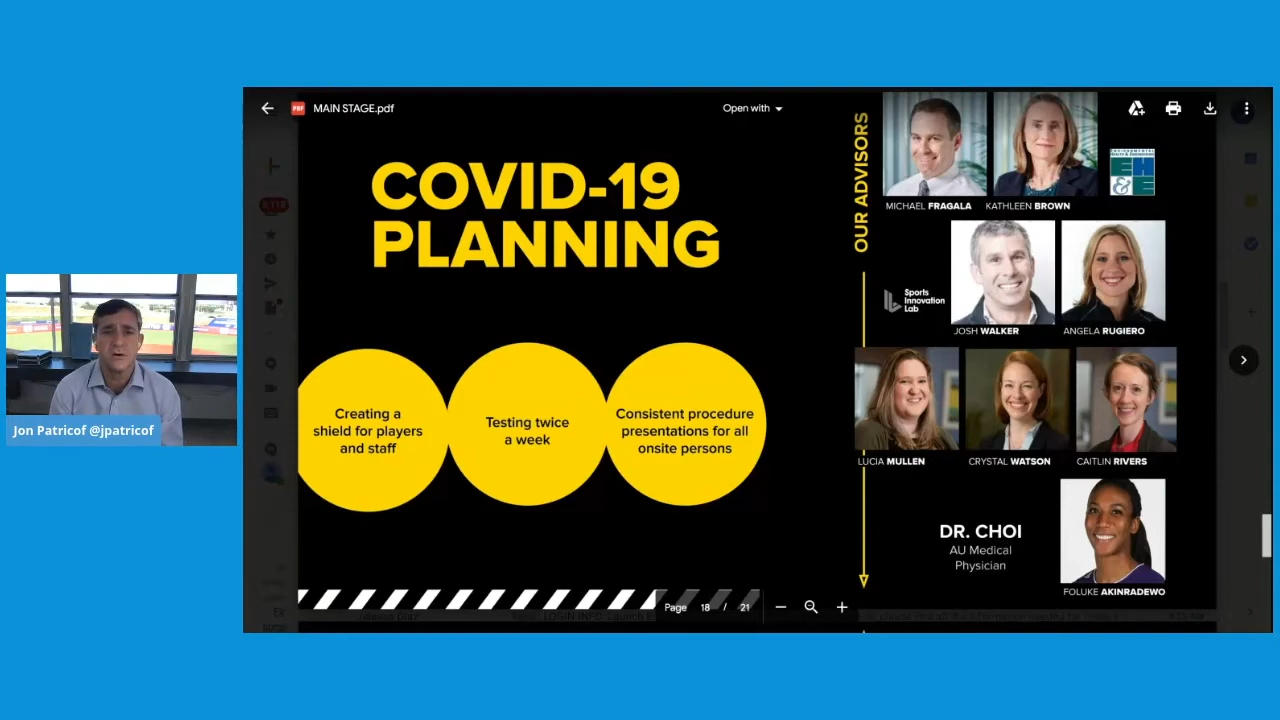 MAIN STAGE.pdf
Open with
COVID-19
PLANNING
Creating a
shield for players
and staff
Testing twice
a week
Consistent procedure
presentations for all
onsite persons
OUR ADVISORS
MICHAEL FRAGALA
KATHLEEN BROWN
Sports
Innovation
Lab
JOSH WALKER
ANGELA RUGIERO
LUCIA MULLEN
CRYSTAL WATSON
CAITLIN RIVERS
DR. CHOI
AU Medical
Physician
FOLUKE AKINRADEWO
Page 18 / 21
Jon Patricof @jpatricof